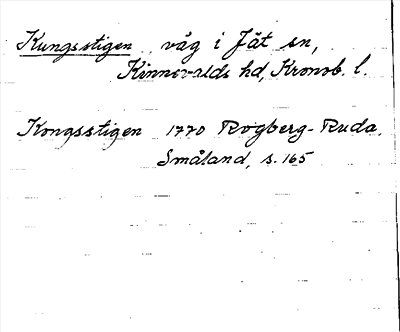 Kungsstigen väg i Jät sn,
Kinnevalds hd, Kronob. l.
Kongsstigen 1770 Rogberg-Ruda.
Småland, s. 165